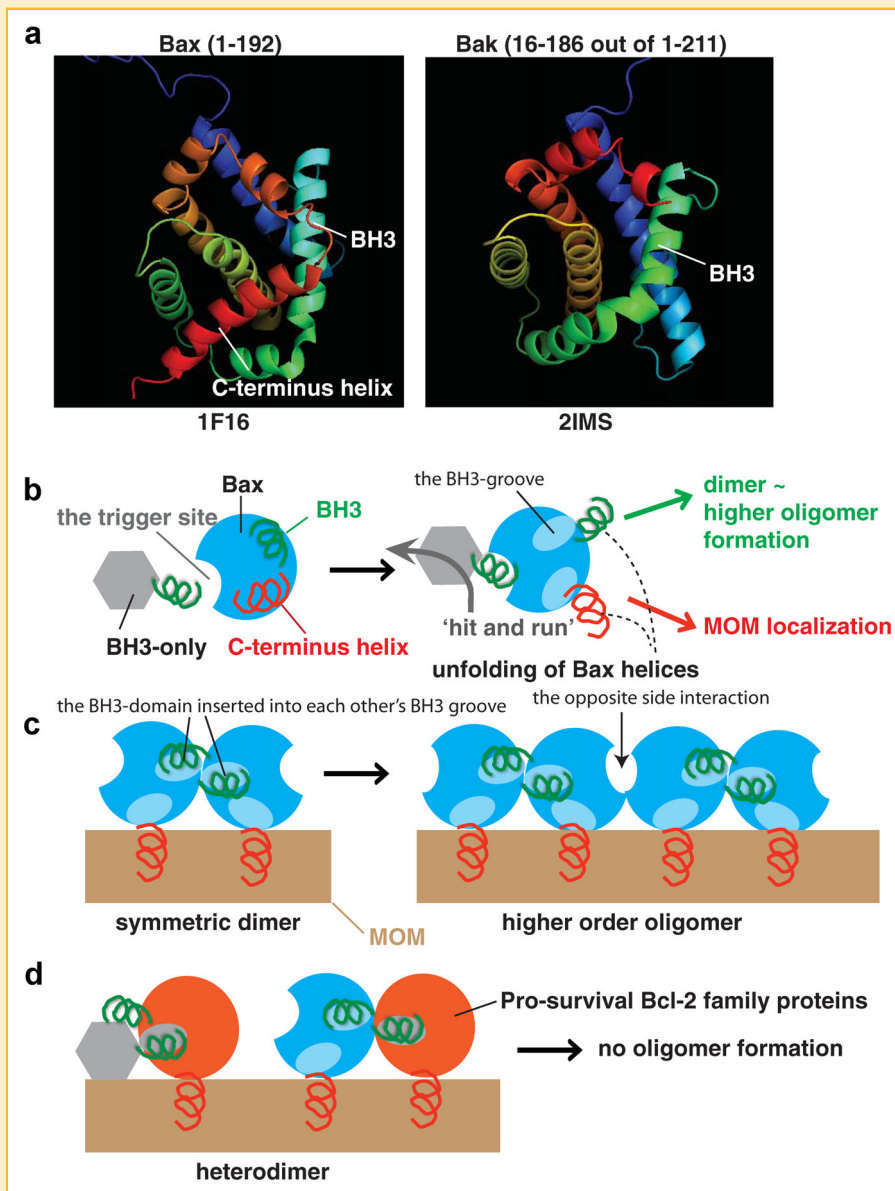 a
Bax (1-192)
Bak (16-186 out of 1-211)
BH3
C-terminus helix
BH3
1F16
2IMS
b
Bax
the trigger site
BH3
BH3-only
C-terminus helix
the BH3-groove
dimer ~
higher oligomer
formation
'hit and run'
MOM localization
unfolding of Bax helices
c
the BH3-domain inserted into each other's BH3 groove
the opposite side interaction
symmetric dimer
MOM
higher order oligomer
d
Pro-survival Bcl-2 family proteins
no oligomer formation
heterodimer